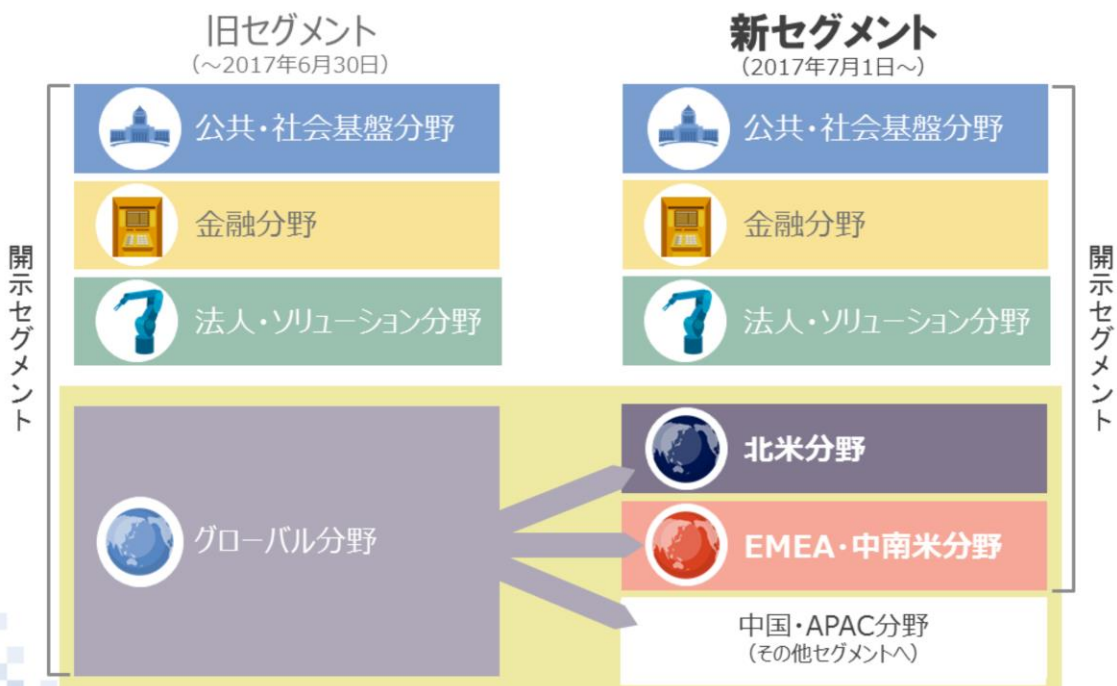 旧セグメント
(～2017年6月30日)
開示セグメント
公共・社会基盤分野
金融分野
法人・ソリューション分野
グローバル分野
新セグメント
(2017年7月1日～)
公共・社会基盤分野
金融分野
法人・ソリューション分野
北米分野
EMEA・中南米分野
中国・APAC分野
(その他セグメントへ)
開示セグメント